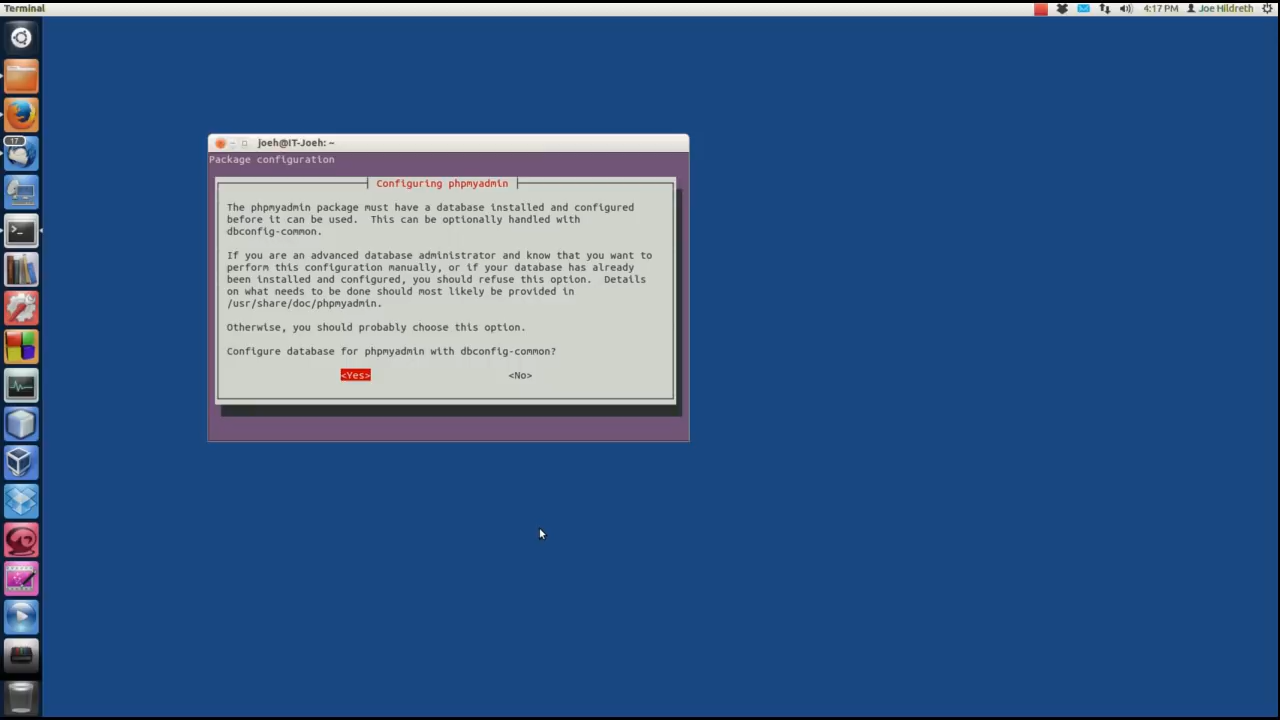 Terminal
4:17 PM
Joe Hildreth
17
joeh@IT-Joeh: ~
Package configuration
Configuring phpmyadmin
The phpmyadmin package must have a database installed and configured
before it can be used.  This can be optionally handled with
dbconfig-common.
If you are an advanced database administrator and know that you want to
perform this configuration manually, or if your database has already
been installed and configured, you should refuse this option.  Details
on what needs to be done should most likely be provided in
/usr/share/doc/phpmyadmin.
Otherwise, you should probably choose this option.
Configure database for phpmyadmin with dbconfig-common?
<Yes> <No>